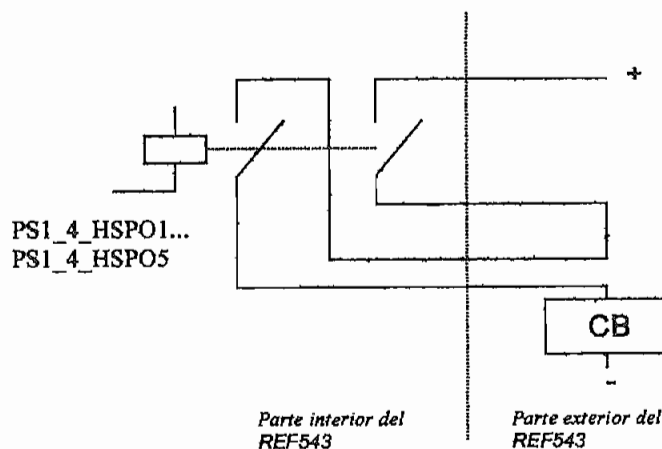 +
PS1_4_HSPO1...
PS1_4_HSPO5
CB
-
Parte interior del
REF543
Parte exterior del
REF543